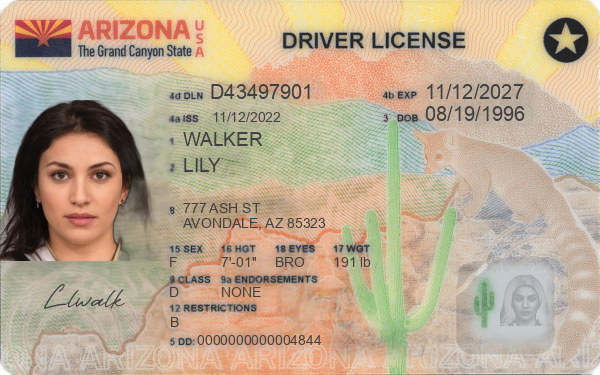 ARIZONA USA
The Grand Canyon State
DRIVER LICENSE
4d DLN D43497901
4b EXP 11/12/2027
4a ISS 11/12/2022
3 DOB 08/19/1996
1 WALKER
2 LILY
8 777 ASH ST
AVONDALE, AZ 85323
15 SEX 16 HGT 18 EYES 17 WGT
F 7'-01" BRO 191 lb
9 CLASS 9a ENDORSEMENTS
D NONE
12 RESTRICTIONS
B
Llwalk
5 DD: 0000000000004844
ARIZONA ARIZONA ARIZONA ARIZONA